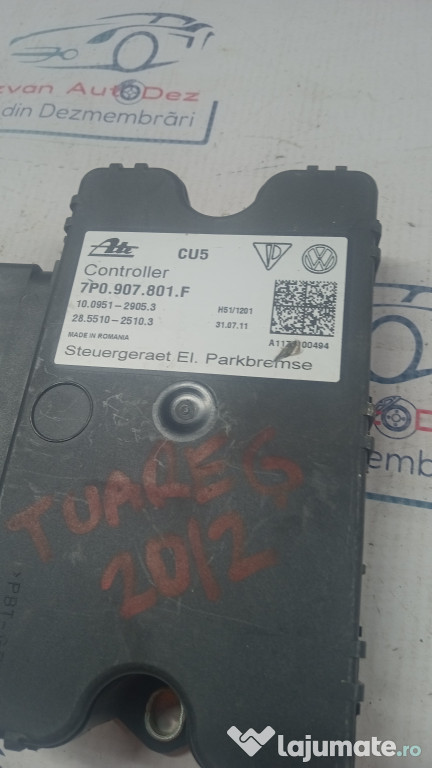 zvan AutoDez
din Dezmembrări
Ate
CU5
Controller
7P0.907.801.F
10.0951-2905.3
28.5510-2510.3
H51/1201
31.07.11
MADE IN ROMANIA
Steuergeraet El. Parkbremse
TUAREG
2012
Dezmembrări
lajumate.ro